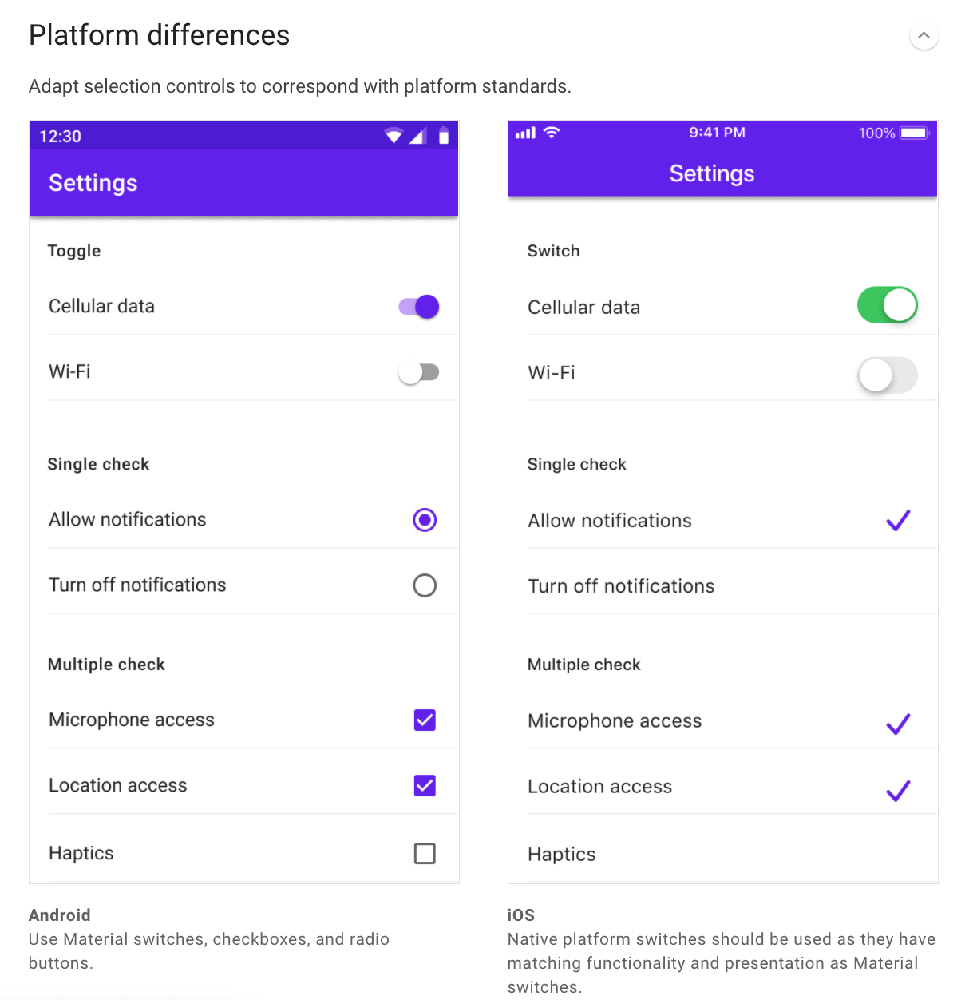 Platform differences
Adapt selection controls to correspond with platform standards.
12:30
Settings
Toggle
Cellular data
Wi-Fi
Single check
Allow notifications
Turn off notifications
Multiple check
Microphone access
Location access
Haptics
Android
Use Material switches, checkboxes, and radio
buttons.
9:41 PM
100%
Settings
Switch
Cellular data
Wi-Fi
Single check
Allow notifications
Turn off notifications
Multiple check
Microphone access
Location access
Haptics
iOS
Native platform switches should be used as they have
matching functionality and presentation as Material
switches.